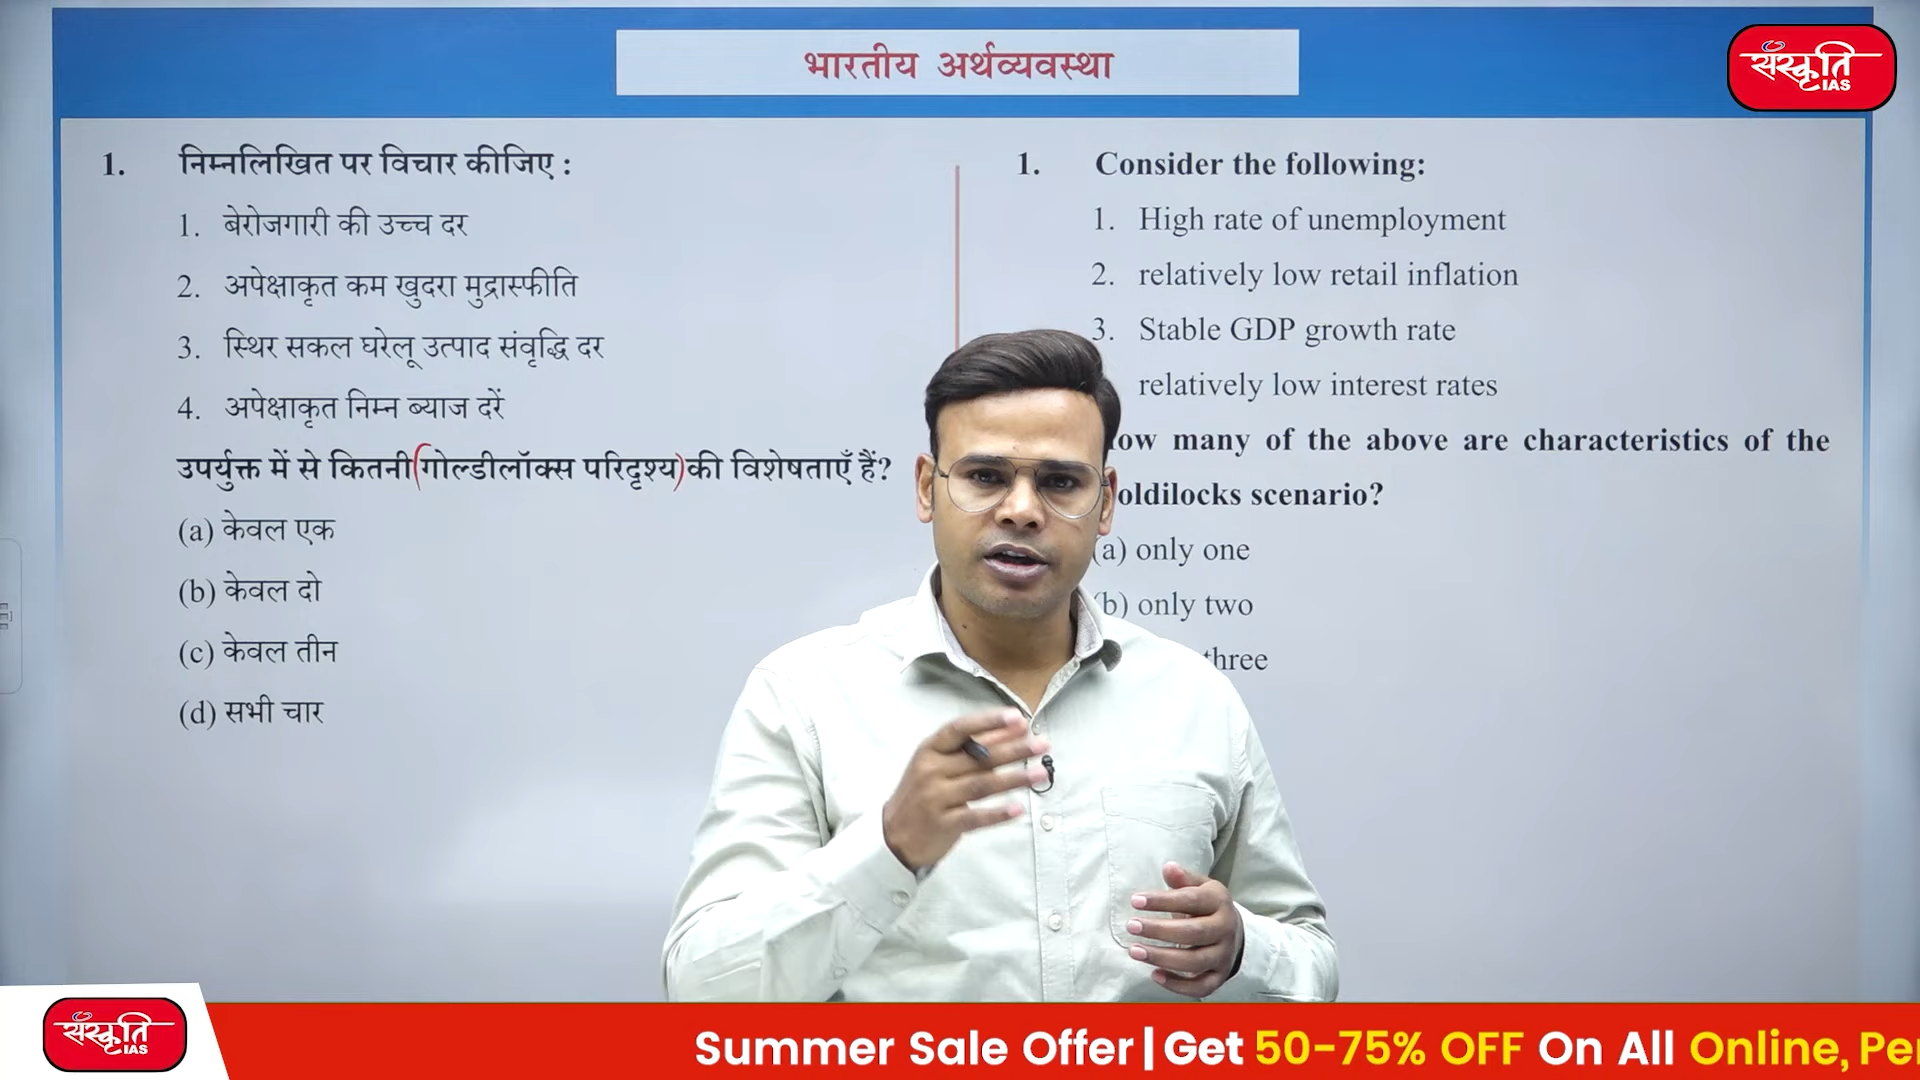 भारतीय अर्थव्यवस्था
संस्कृति
IAS
1. निम्नलिखित पर विचार कीजिए :
1. बेरोजगारी की उच्च दर
2. अपेक्षाकृत कम खुदरा मुद्रास्फीति
3. स्थिर सकल घरेलू उत्पाद संवृद्धि दर
4. अपेक्षाकृत निम्न ब्याज दरें
उपर्युक्त में से कितनी (गोल्डीलॉक्स परिदृश्य) की विशेषताएँ हैं?
(a) केवल एक
(b) केवल दो
(c) केवल तीन
(d) सभी चार
1. Consider the following:
1. High rate of unemployment
2. relatively low retail inflation
3. Stable GDP growth rate
relatively low interest rates
many of the above are characteristics of the
scenario?
(a) only one
(b) only two
three
संस्कृति
IAS
Summer Sale Offer | Get 50-75% OFF On All Online,